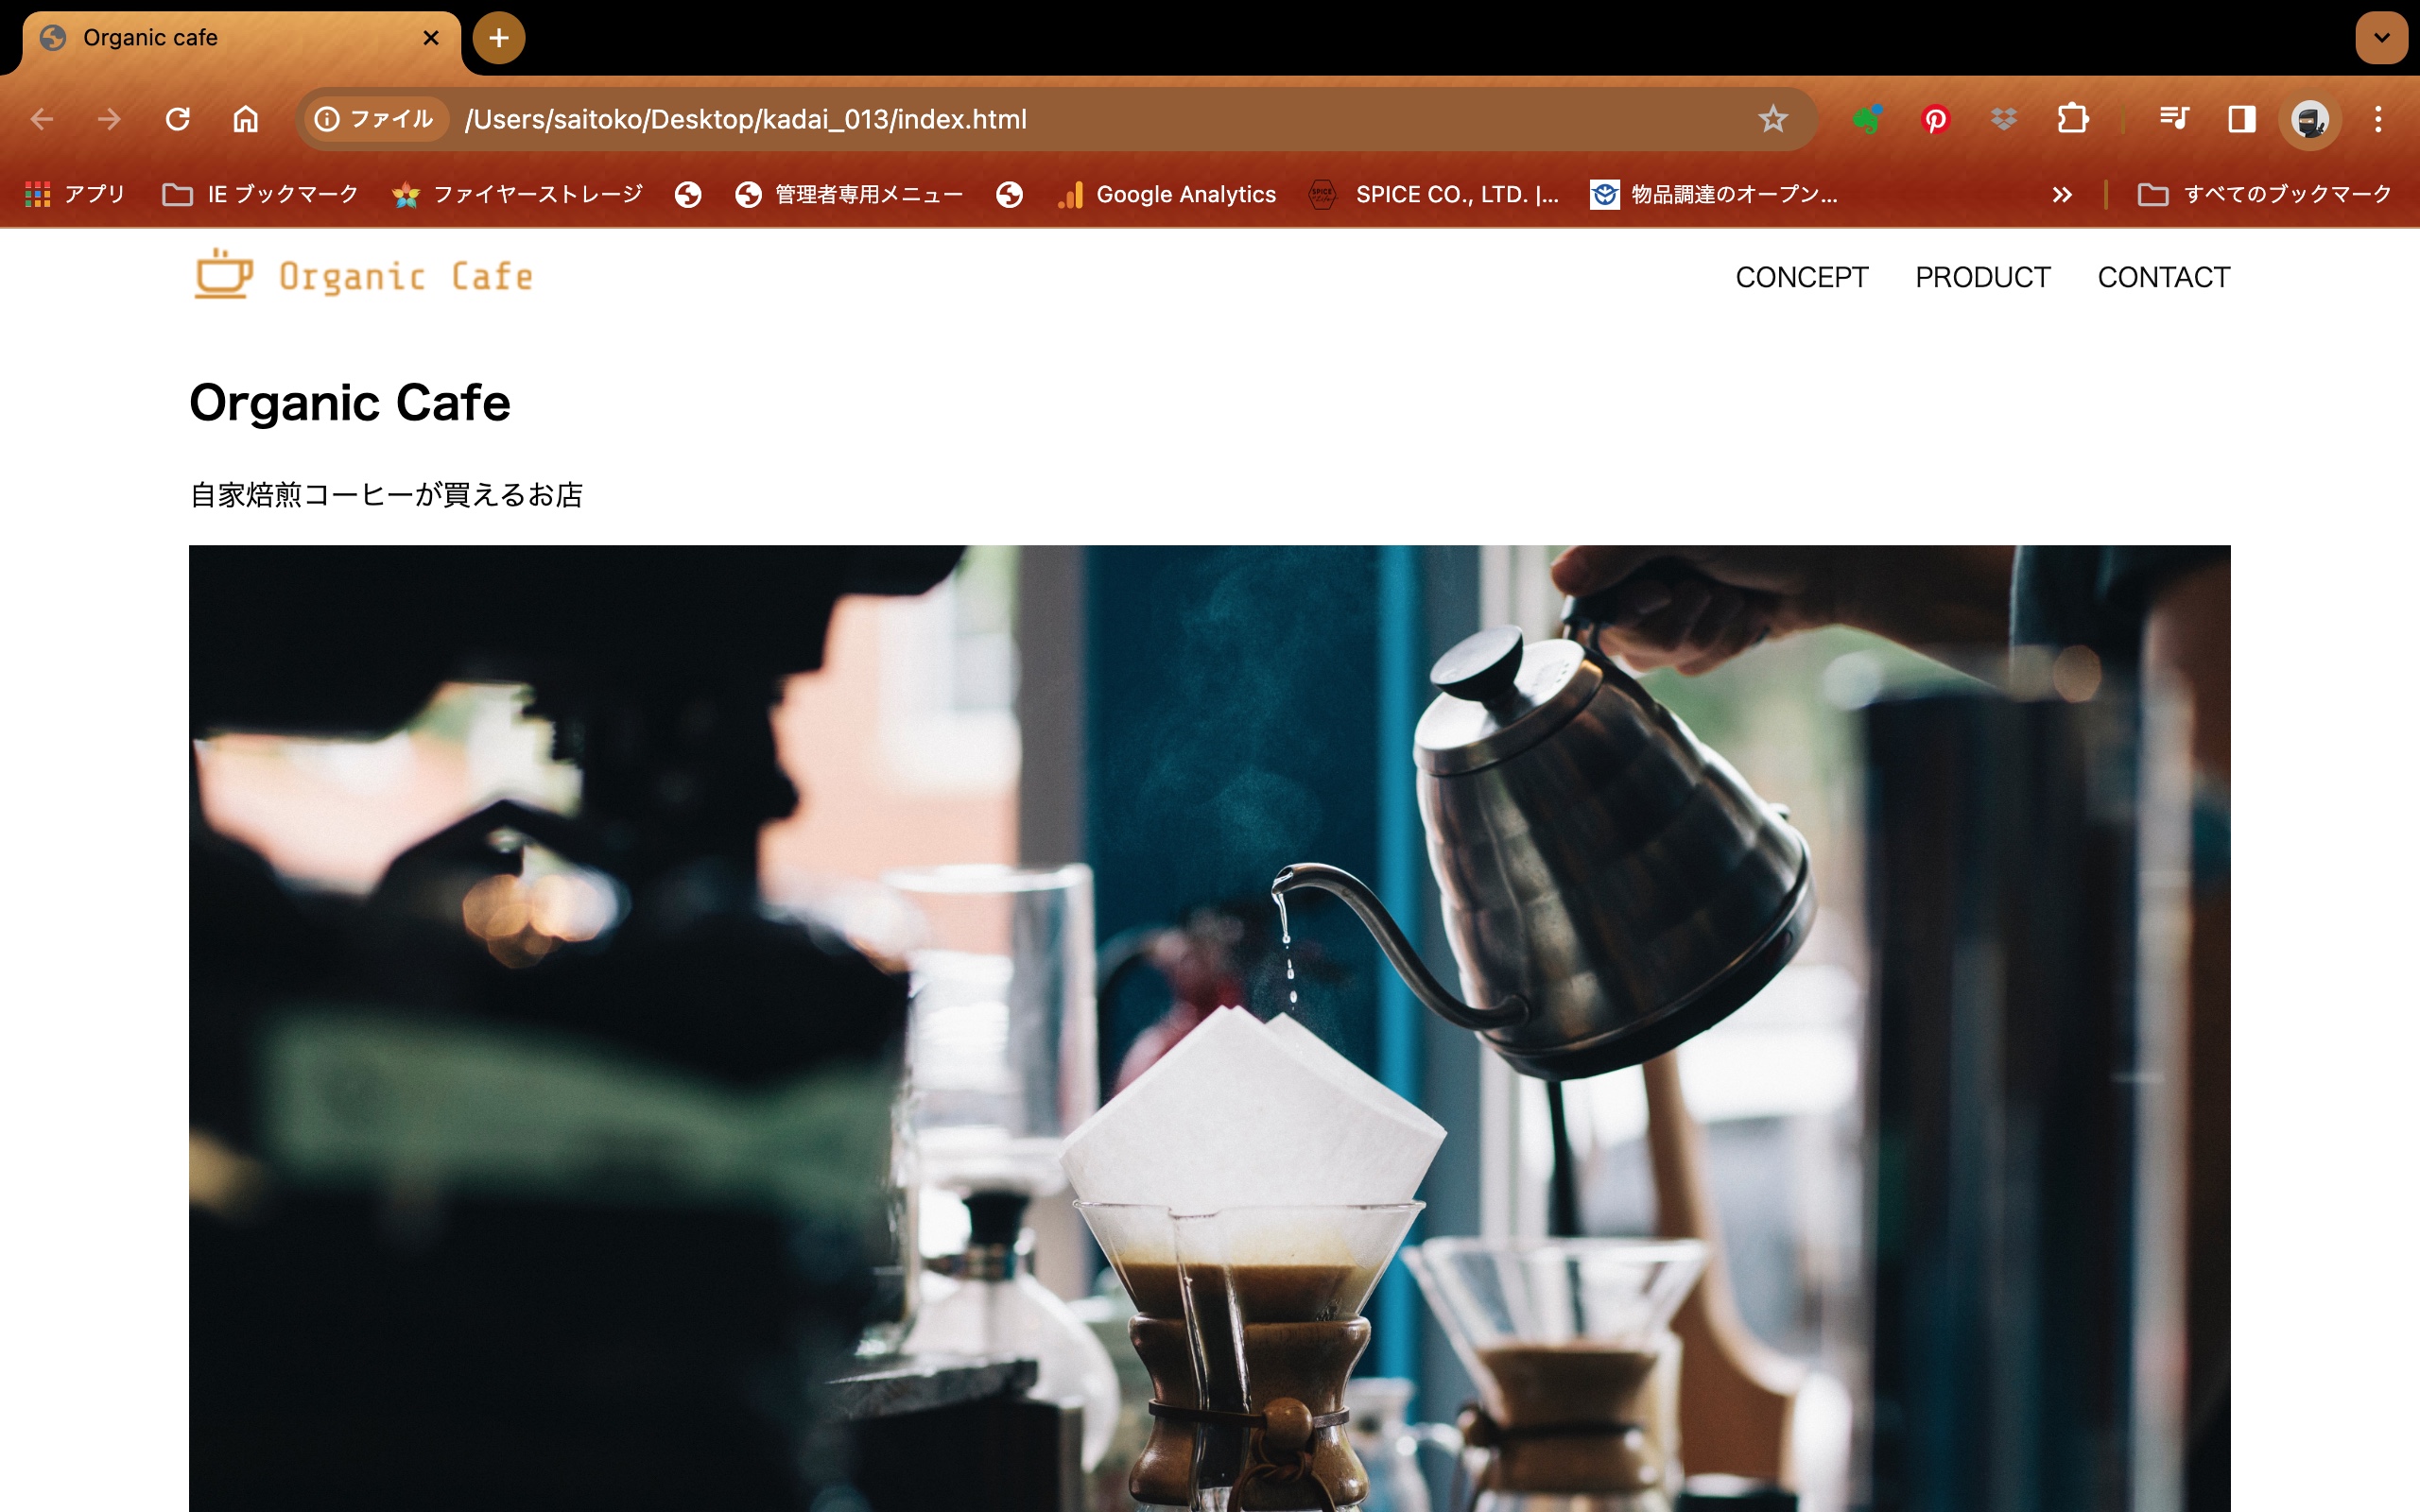 Organic cafe
ファイル /Users/saitoko/Desktop/kadai_013/index.html
アプリ IE ブックマーク ファイヤーストレージ 管理者専用メニュー Google Analytics SPICE CO., LTD. |... 物品調達のオープン... すべてのブックマーク
Organic Cafe CONCEPT PRODUCT CONTACT
Organic Cafe
自家焙煎コーヒーが買えるお店